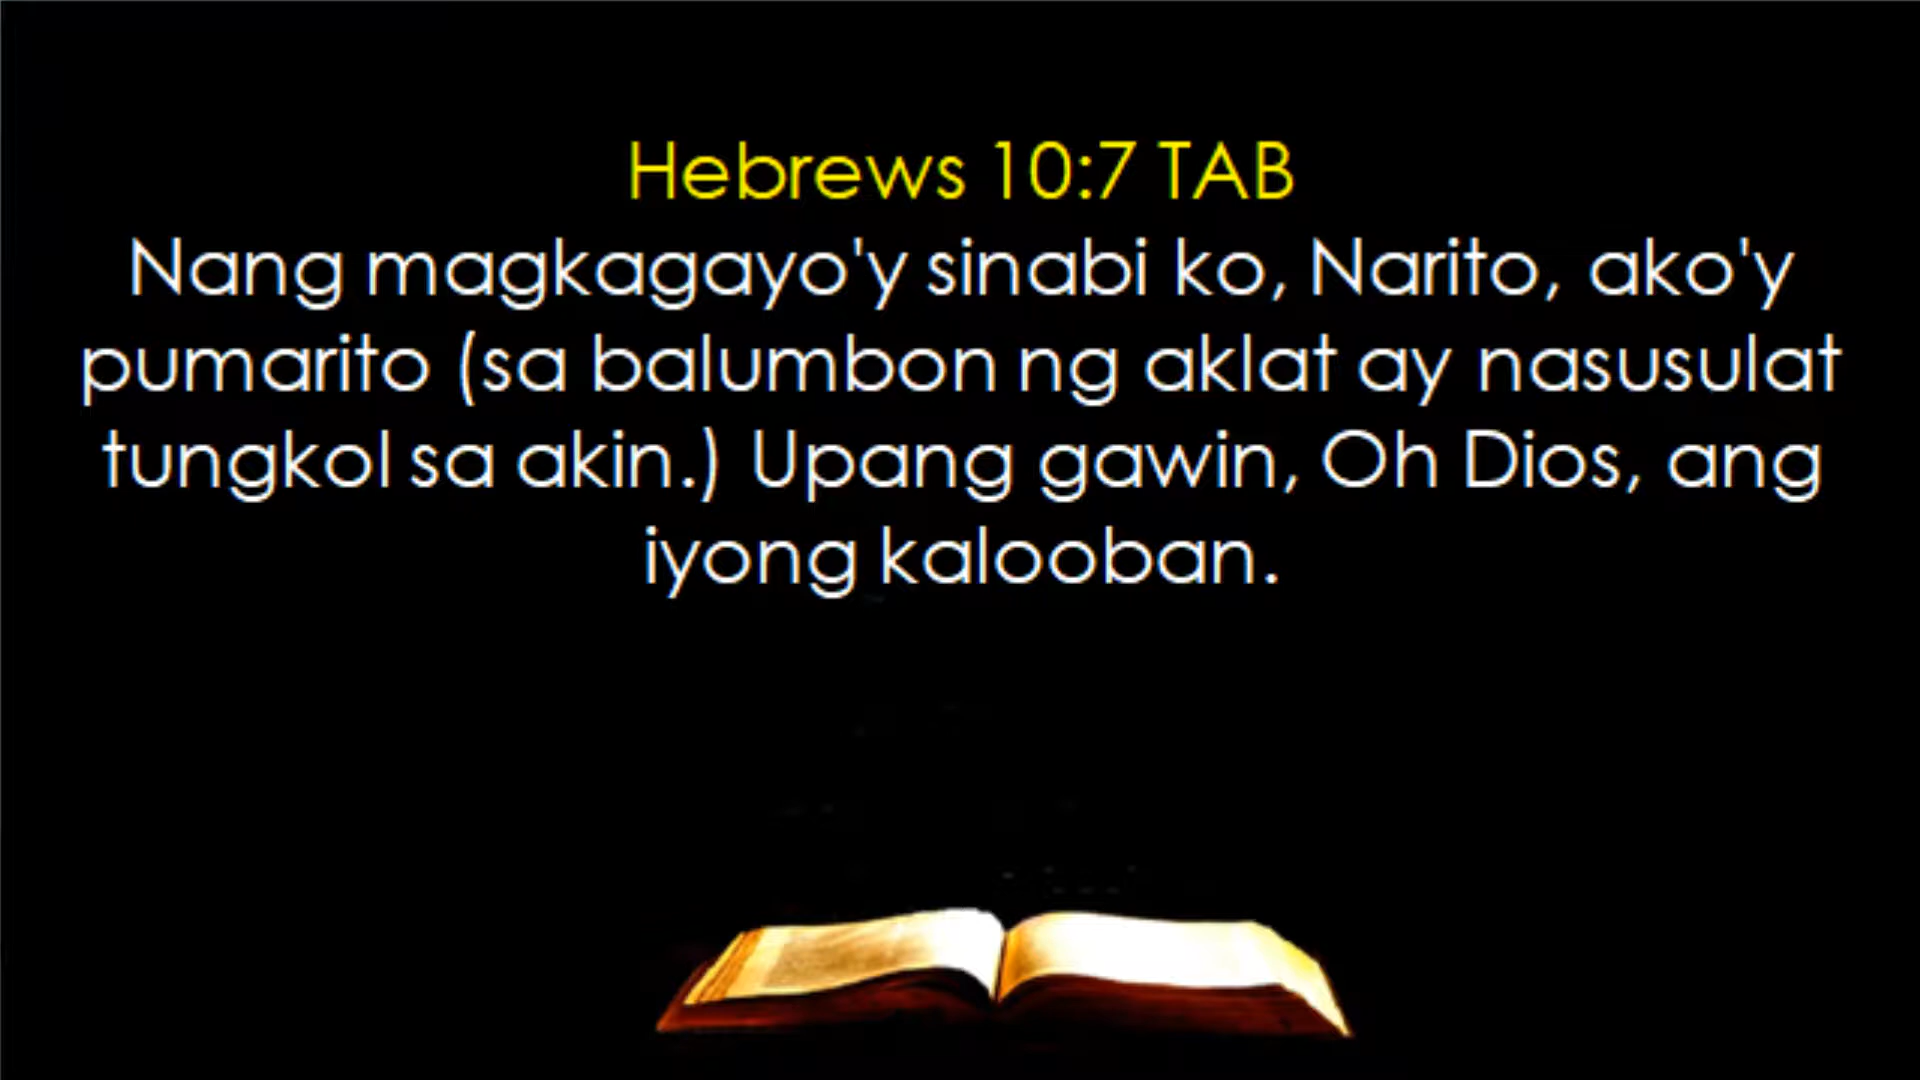 Hebrews 10:7 TAB
Nang magkagayo'y sinabi ko, Narito, ako'y
pumarito (sa balumbon ng aklat ay nasusulat
tungkol sa akin.) Upang gawin, Oh Dios, ang
iyong kalooban.